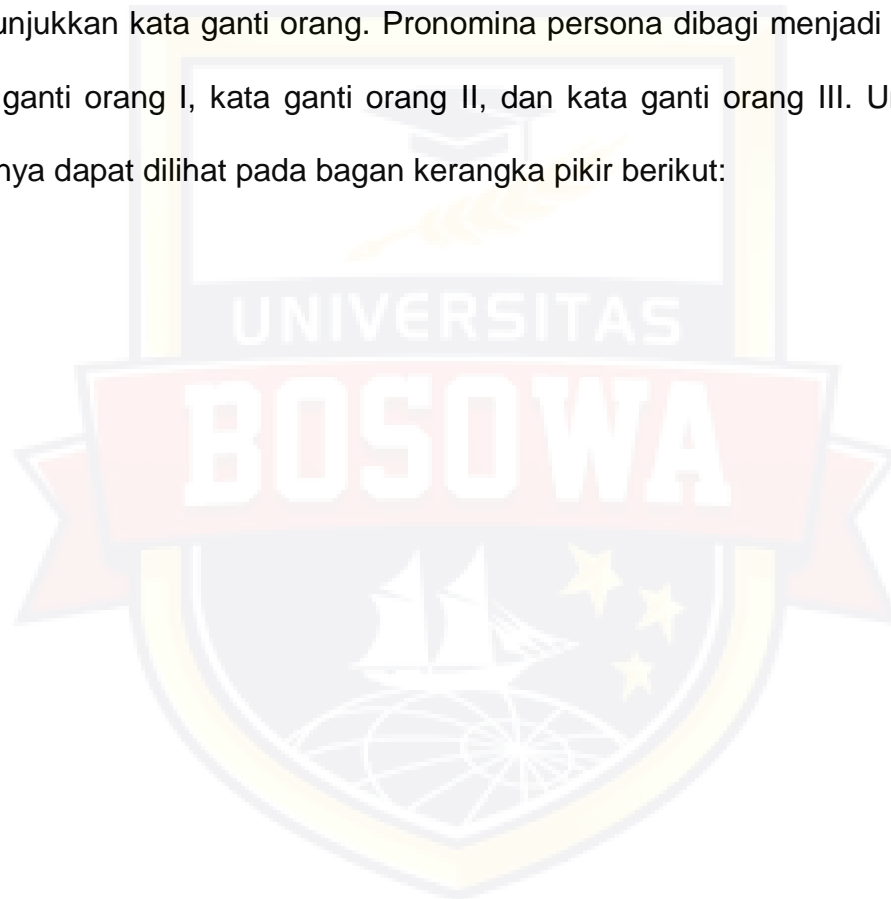 unjukkan kata ganti orang. Pronomina persona dibagi menjadi
ganti orang I, kata ganti orang II, dan kata ganti orang III. U
nya dapat dilihat pada bagan kerangka pikir berikut:
UNIVERSITAS
BOSOWA